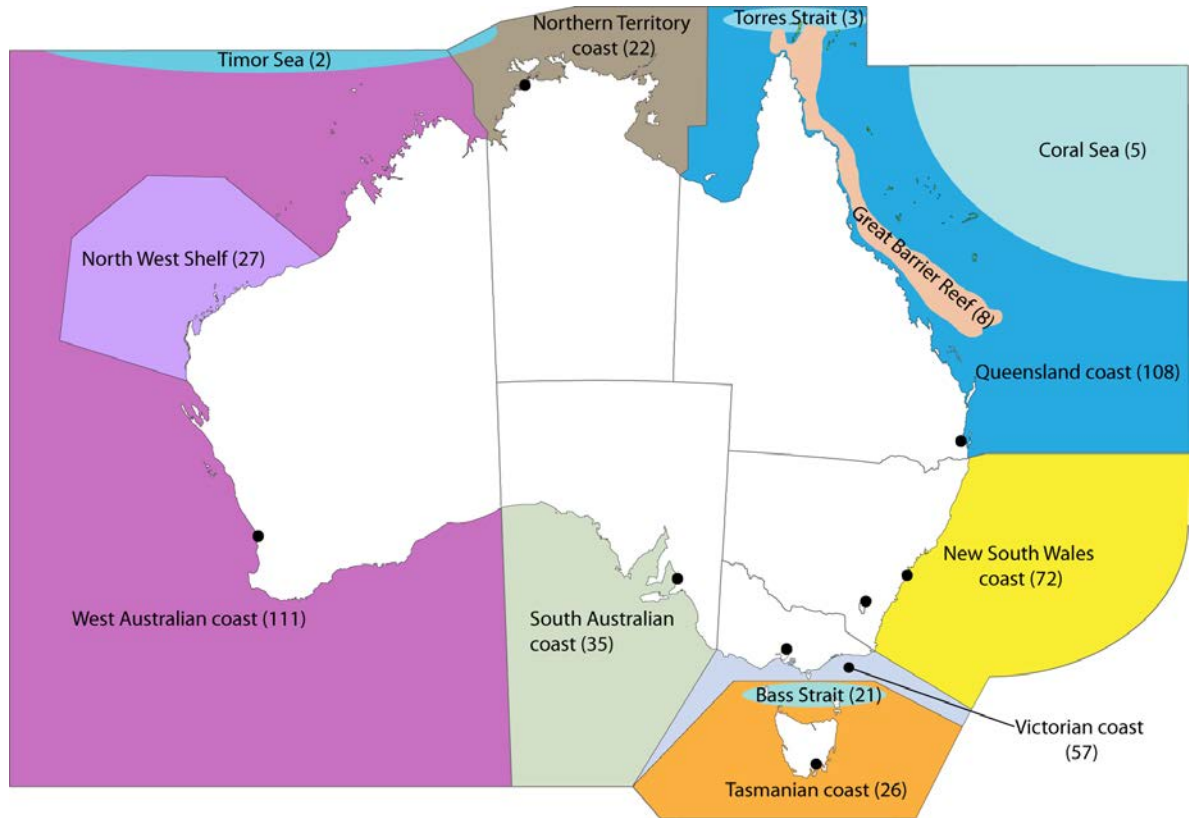 Northern Territory
coast (22)
Torres Strait (3)
Timor Sea (2)
Coral Sea (5)
North West Shelf (27)
Great Barrier Reef (8)
Queensland coast (108)
New South Wales
coast (72)
West Australian coast (111)
South Australian
coast (35)
Bass Strait (21)
Victorian coast
(57)
Tasmanian coast (26)